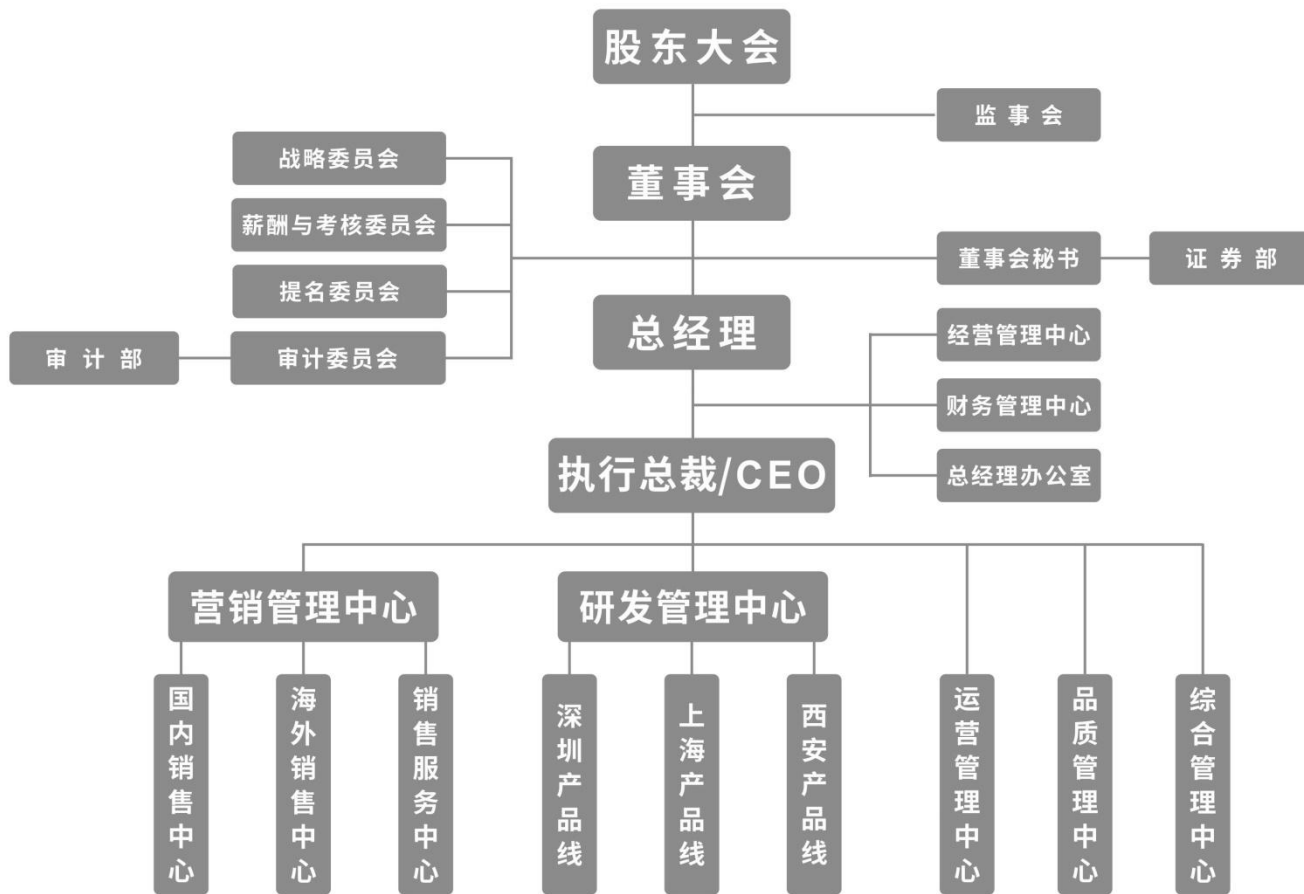 股东大会
监事会
战略委员会
董事会
薪酬与考核委员会
董事会秘书
证券部
提名委员会
总经理
经营管理中心
审计部
审计委员会
财务管理中心
执行总裁/CEO
总经理办公室
营销管理中心
研发管理中心
国内销售中心
海外销售中心
销售服务中心
深圳产品线
上海产品线
西安产品线
运营管理中心
品质管理中心
综合管理中心